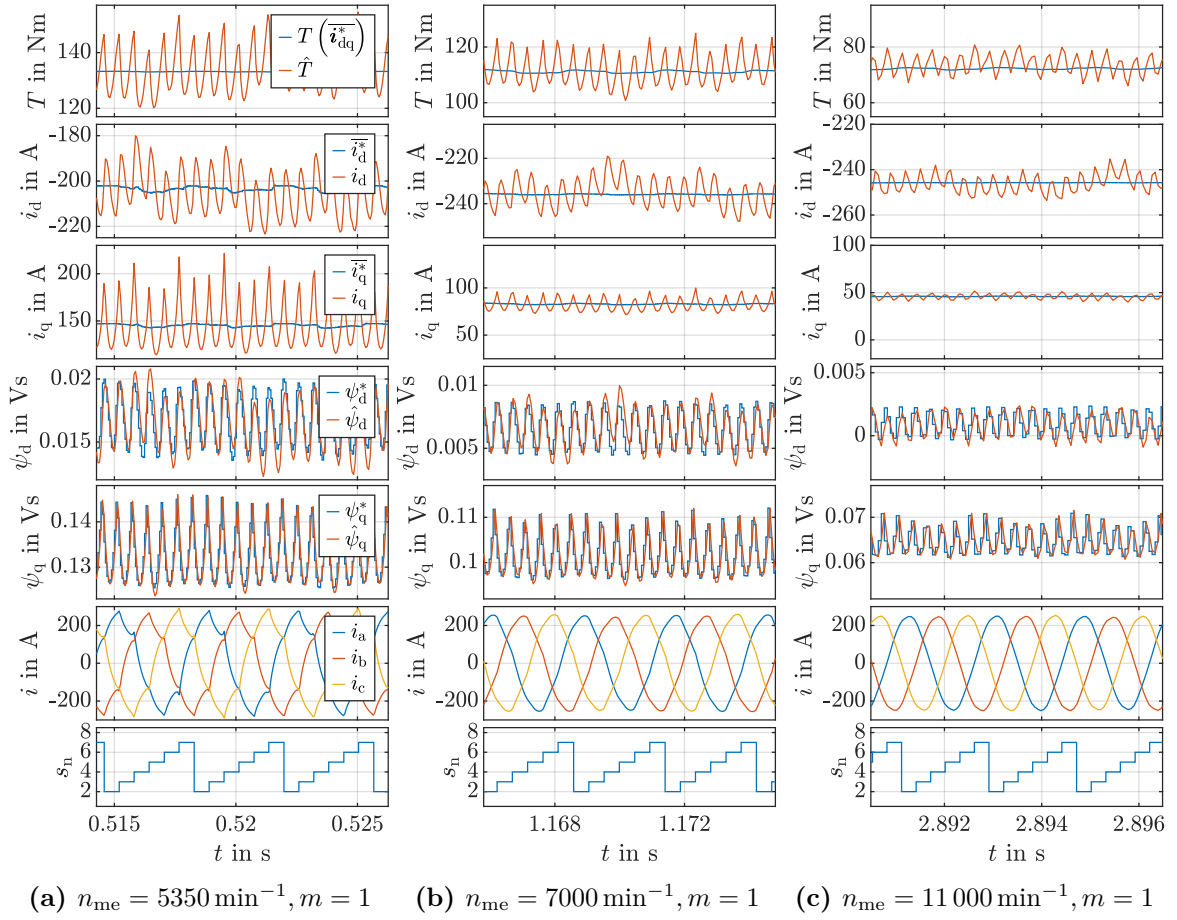 T in Nm
140
120
T (i*dq)
T̂
T in Nm
120
100
T in Nm
80
60
i_d in A
-180
-200
-220
i*_d
i_d
i_d in A
-220
-240
i_d in A
-220
-240
-260
i_q in A
200
150
i*_q
i_q
i_q in A
100
50
i_q in A
100
50
0
ψ_d in Vs
0.02
0.015
ψ*_d
ψ̂_d
ψ_d in Vs
0.01
0.005
ψ_d in Vs
0.005
0
ψ_q in Vs
0.14
0.13
ψ*_q
ψ̂_q
ψ_q in Vs
0.11
0.1
ψ_q in Vs
0.07
0.06
i in A
200
0
-200
i_a
i_b
i_c
i in A
200
0
-200
i in A
200
0
-200
s_n
8
6
4
2
s_n
8
6
4
2
s_n
8
6
4
2
0.515 0.52 0.525
1.168 1.172
2.892 2.894 2.896
t in s
t in s
t in s
(a) n_me = 5350 min⁻¹, m = 1
(b) n_me = 7000 min⁻¹, m = 1
(c) n_me = 11 000 min⁻¹, m = 1